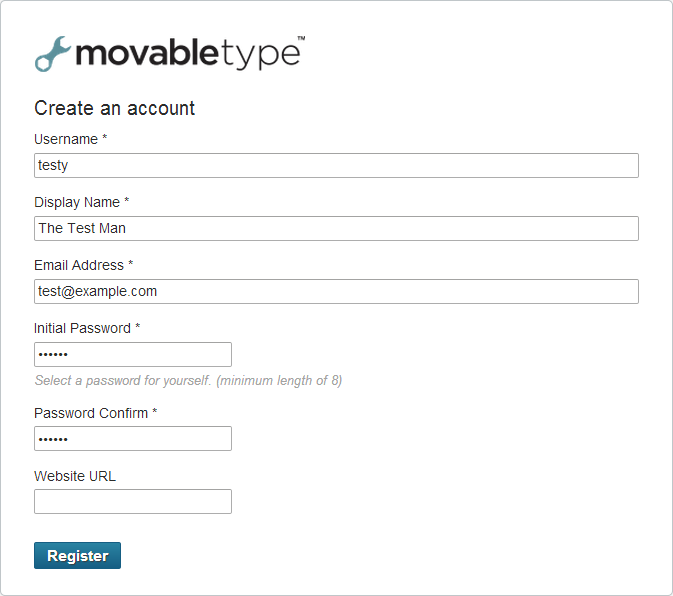 movabletype™
Create an account
Username *
testy
Display Name *
The Test Man
Email Address *
test@example.com
Initial Password *
••••••
Select a password for yourself. (minimum length of 8)
Password Confirm *
••••••
Website URL
Register